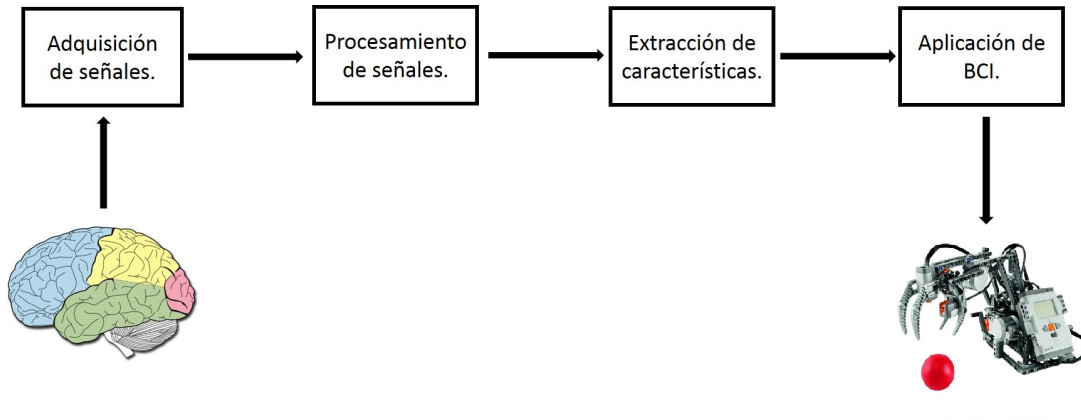 Adquisición
de señales.
Procesamiento
de señales.
Extracción de
características.
Aplicación de
BCI.